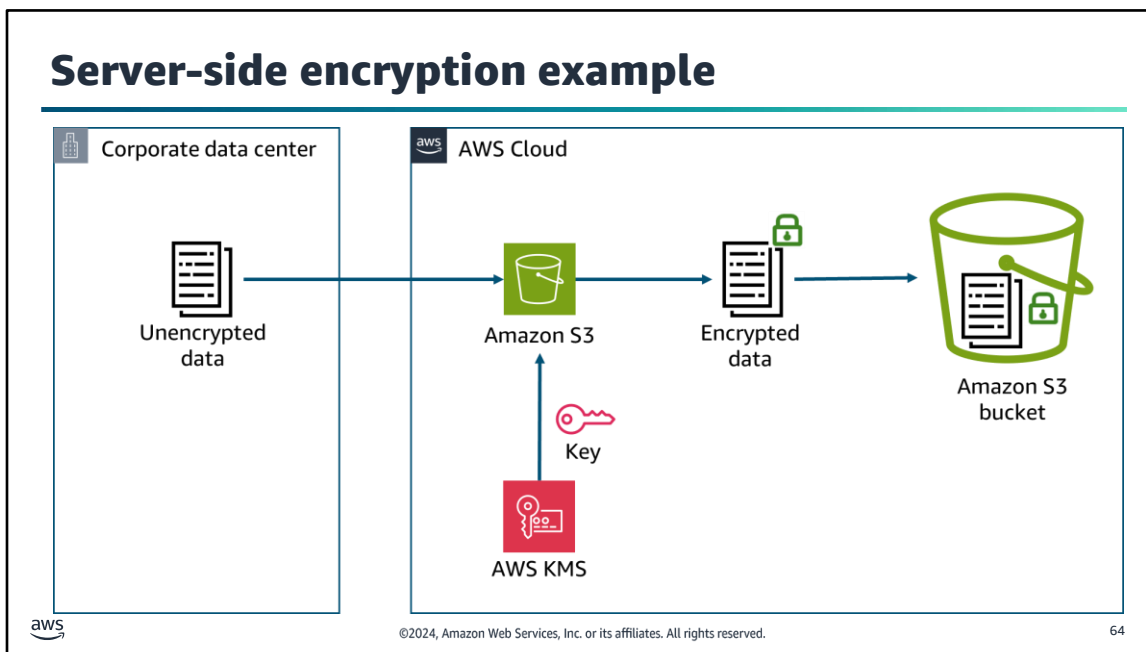 Server-side encryption example
Corporate data center
aws
AWS Cloud
Unencrypted
data
Amazon S3
Encrypted
data
Amazon S3
bucket
Key
AWS KMS
aws
©2024, Amazon Web Services, Inc. or its affiliates. All rights reserved.
64